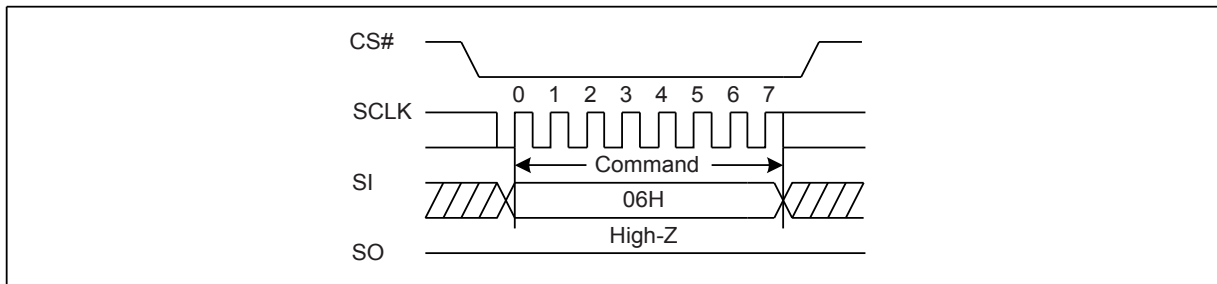 CS#
0 1 2 3 4 5 6 7
SCLK
Command
SI
06H
High-Z
SO